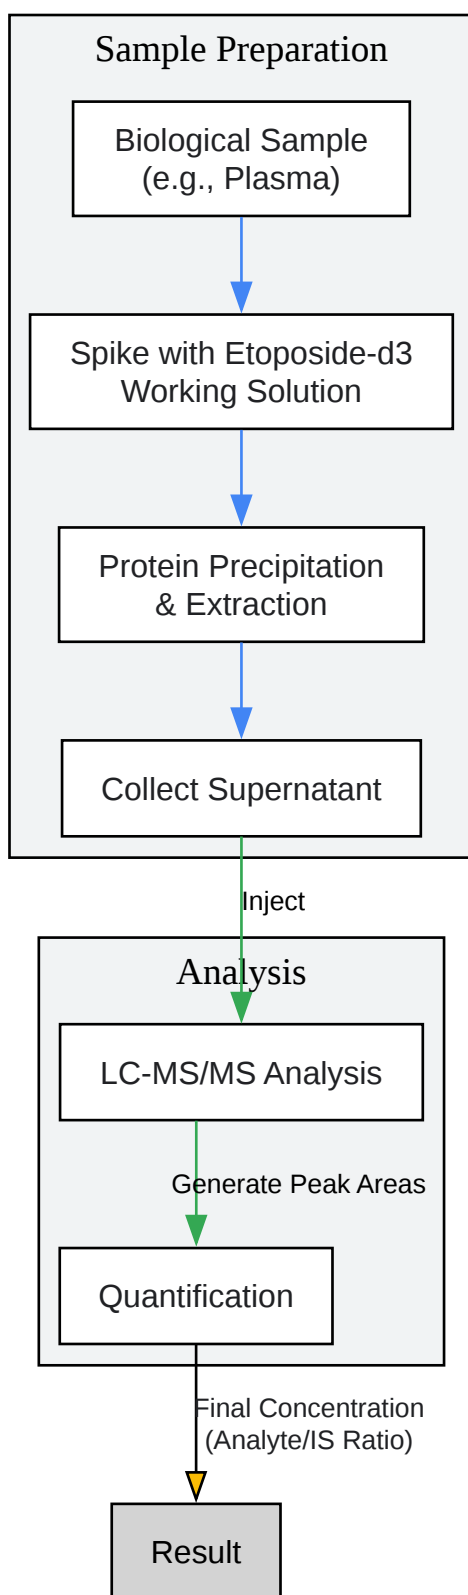 Sample Preparation
Biological Sample
(e.g., Plasma)
Spike with Etoposide-d3
Working Solution
Protein Precipitation
& Extraction
Collect Supernatant
Inject
Analysis
LC-MS/MS Analysis
Generate Peak Areas
Quantification
Final Concentration
(Analyte/IS Ratio)
Result